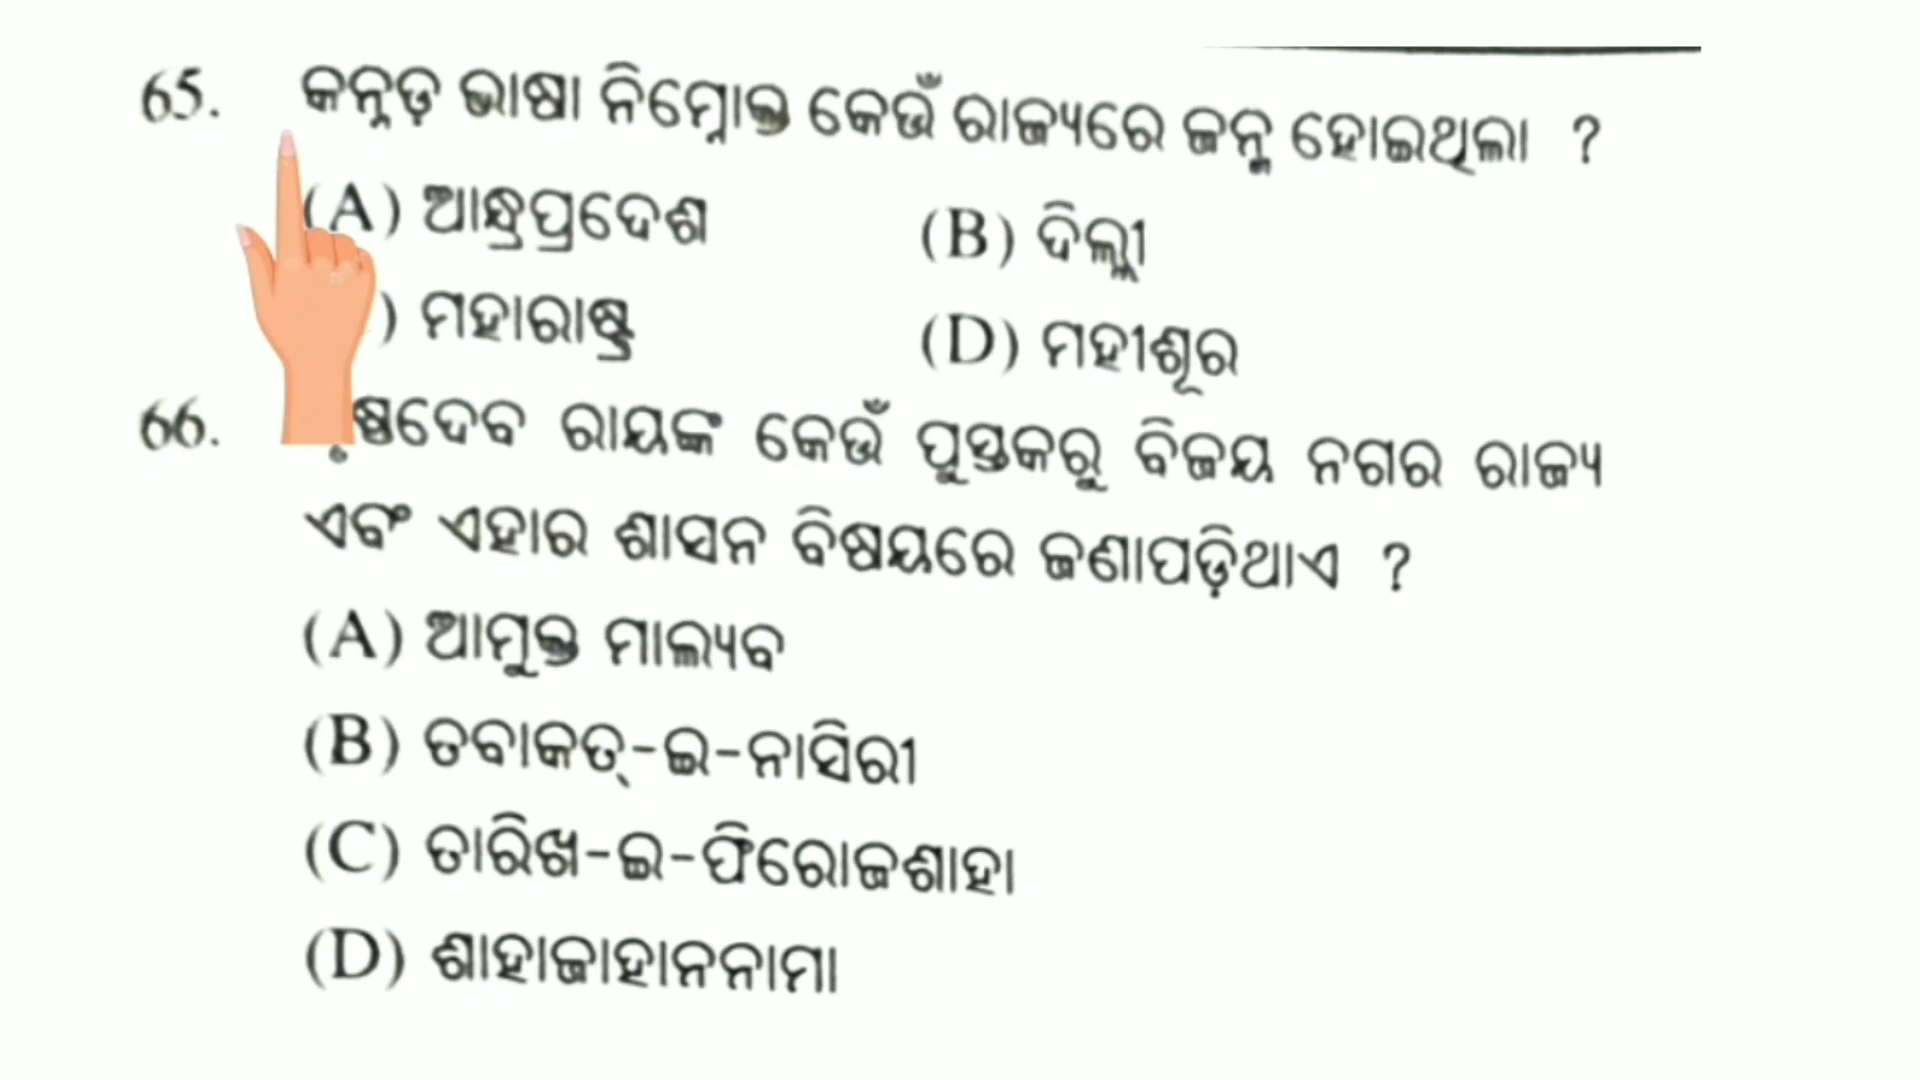 65. କନ୍ନଡ଼ ଭାଷା ନିମ୍ନୋକ୍ତ କେଉଁ ରାଜ୍ୟରେ ଜନ୍ମ ହୋଇଥିଲା ?
(A) ଆନ୍ଧ୍ରପ୍ରଦେଶ (B) ଦିଲ୍ଲୀ
) ମହାରାଷ୍ଟ୍ର (D) ମହୀଶୂର
66. ରାୟଙ୍କ କେଉଁ ପୁସ୍ତକରୁ ବିଜୟ ନଗର ରାଜ୍ୟ
ଏବଂ ଏହାର ଶାସନ ବିଷୟରେ ଜଣାପଡ଼ିଥାଏ ?
(A) ଆମୁକ୍ତ ମାଲ୍ୟବ
(B) ତବାକତ୍-ଇ-ନାସିରୀ
(C) ତାରିଖ-ଇ-ଫିରୋଜଶାହା
(D) ଶାହାଜାହାନନାମା